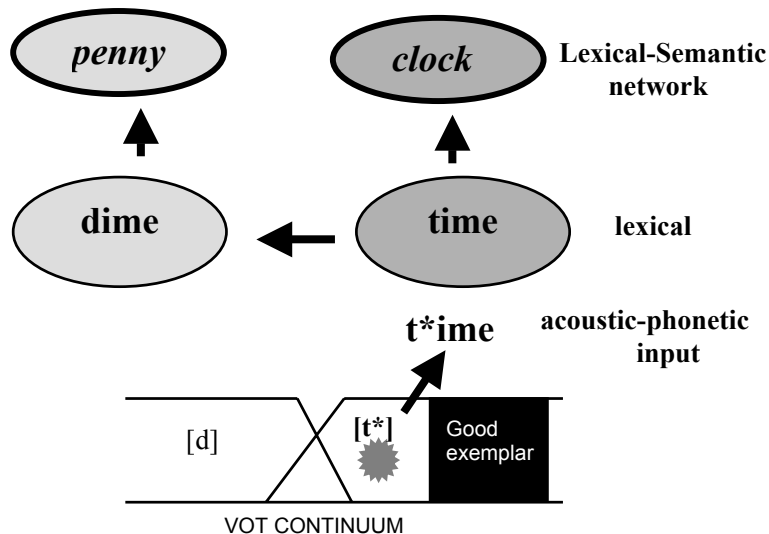 penny
clock
Lexical-Semantic
network
dime
time
lexical
t*ime
acoustic-phonetic
input
[d]
[t*]
Good
exemplar
VOT CONTINUUM